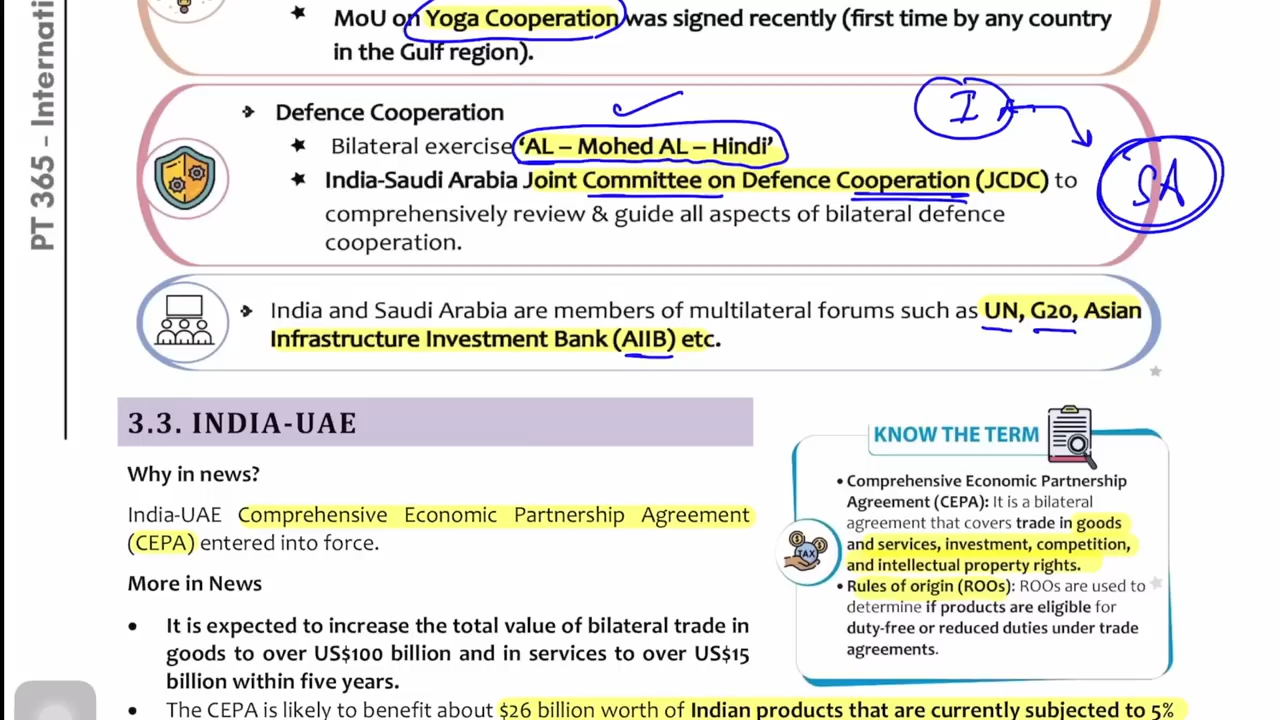 PT 365 - Internati
MoU on Yoga Cooperation was signed recently (first time by any country
in the Gulf region).
Defence Cooperation
Bilateral exercise 'AL – Mohed AL – Hindi'
India-Saudi Arabia Joint Committee on Defence Cooperation (JCDC) to
comprehensively review & guide all aspects of bilateral defence
cooperation.
I
SA
India and Saudi Arabia are members of multilateral forums such as UN, G20, Asian
Infrastructure Investment Bank (AIIB) etc.
3.3. INDIA-UAE
Why in news?
India-UAE Comprehensive Economic Partnership Agreement
(CEPA) entered into force.
More in News
• It is expected to increase the total value of bilateral trade in
goods to over US$100 billion and in services to over US$15
billion within five years.
• The CEPA is likely to benefit about $26 billion worth of Indian products that are currently subjected to 5%
KNOW THE TERM
• Comprehensive Economic Partnership
Agreement (CEPA): It is a bilateral
agreement that covers trade in goods
and services, investment, competition,
and intellectual property rights.
• Rules of origin (ROOs): ROOs are used to
determine if products are eligible for
duty-free or reduced duties under trade
agreements.
TAX